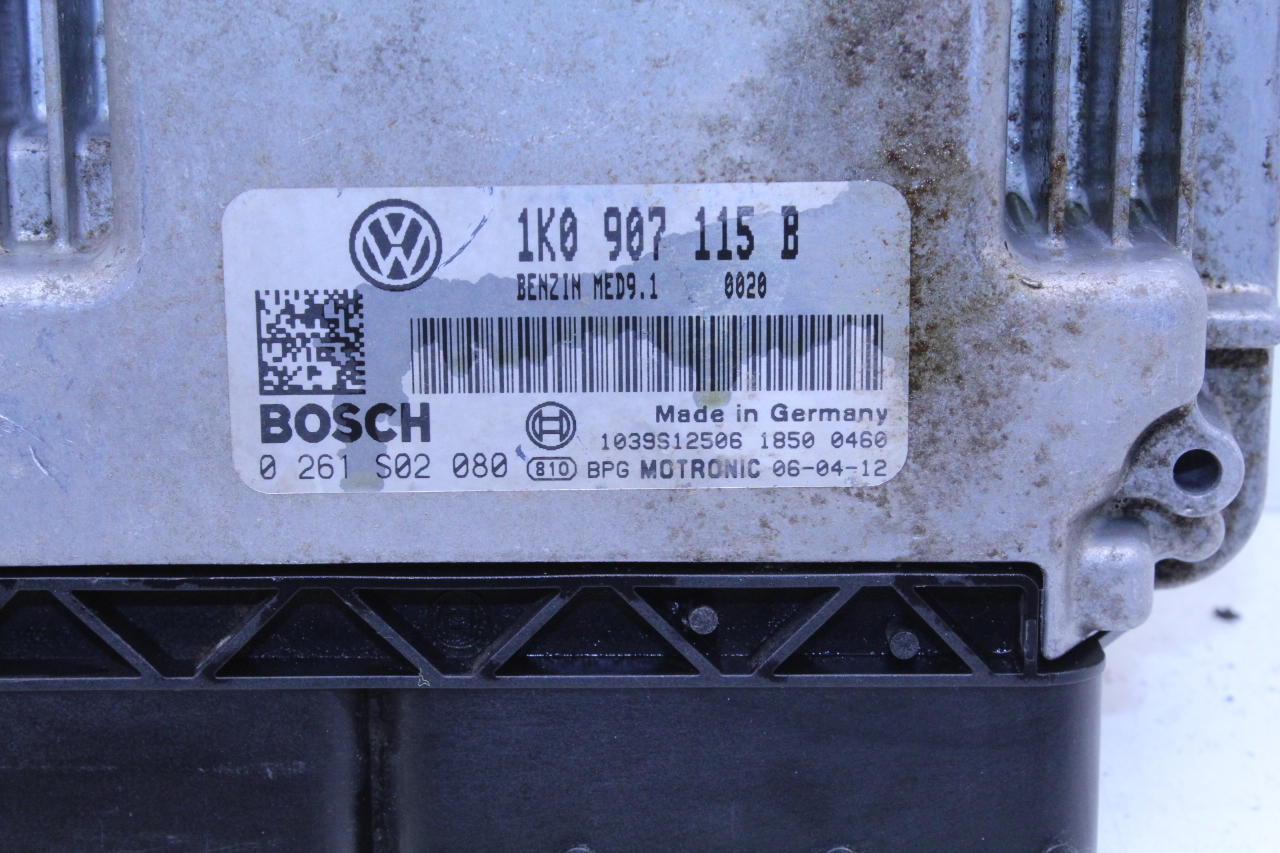 1K0 907 115 B
BENZIN MED9.1 0020
BOSCH
Made in Germany
1039S12506 1850 0460
0 261 S02 080
810 BPG MOTRONIC 06-04-12